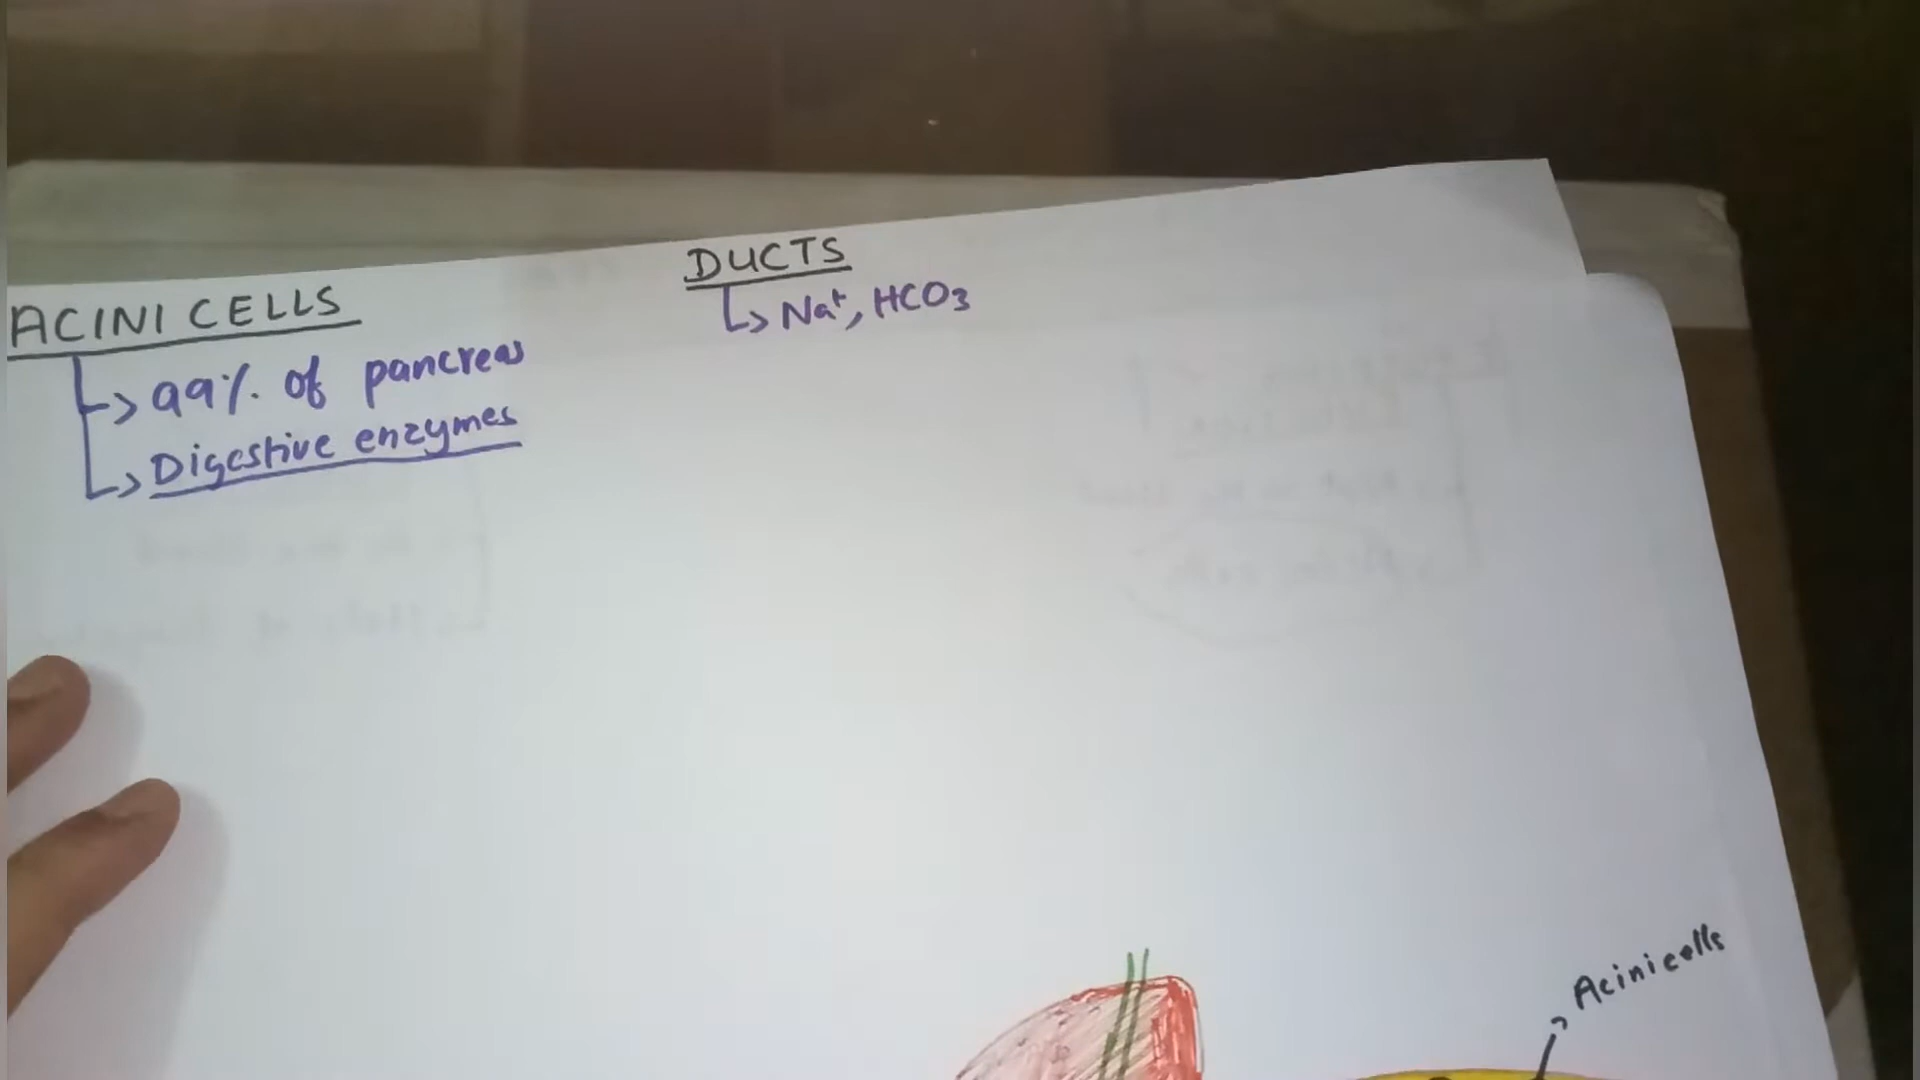 ACINI CELLS
99% of pancreas
Digestive enzymes
DUCTS
Na+, HCO3
Acini cells